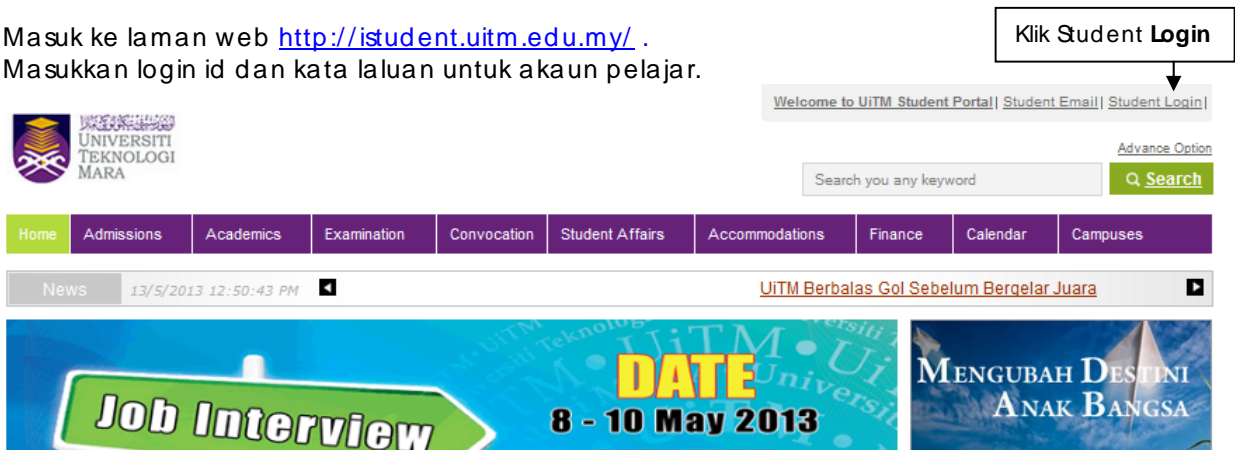 Masuk ke laman web http://istudent.uitm.edu.my/ .
Klik Student Login
Masukkan login id dan kata laluan untuk akaun pelajar.
Welcome to UiTM Student Portal| Student Email| Student Login|
UNIVERSITI
TEKNOLOGI
MARA
Advance Option
Search you any keyword
Search
Home Admissions Academics Examination Convocation Student Affairs Accommodations Finance Calendar Campuses
News 13/5/2013 12:50:43 PM UiTM Berbalas Gol Sebelum Bergelar Juara
Job Interview
DATE
8 - 10 May 2013
MENGUBAH DESTINI
ANAK BANGSA